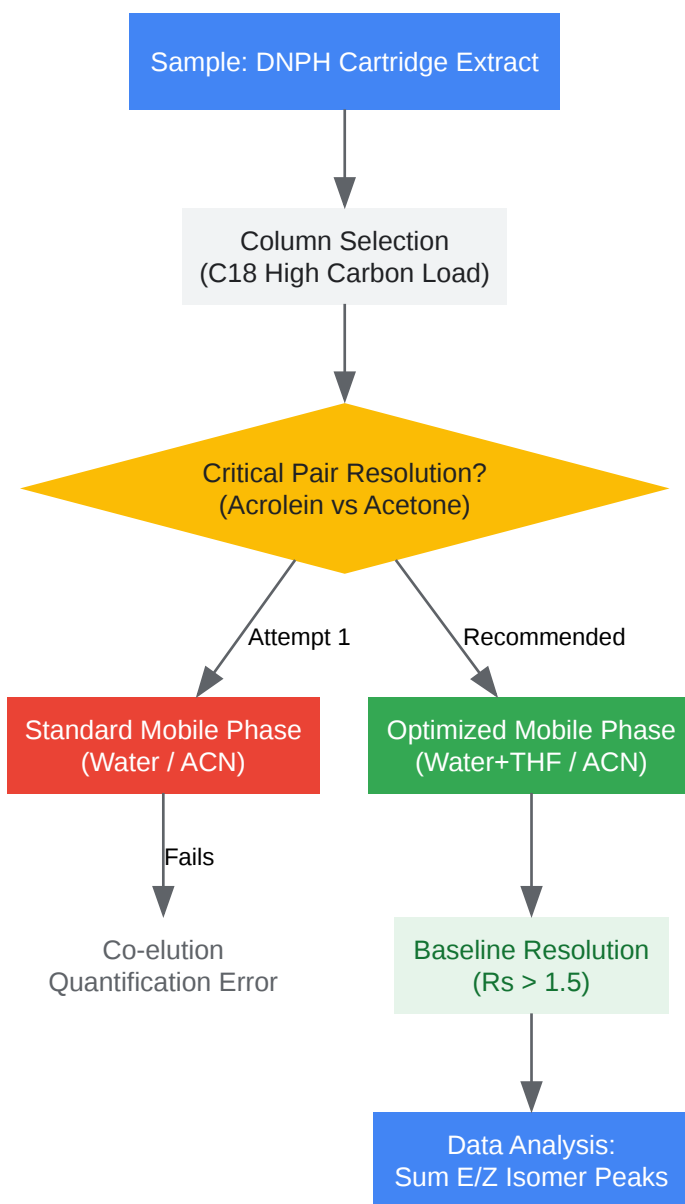 Sample: DNPH Cartridge Extract
Column Selection
(C18 High Carbon Load)
Critical Pair Resolution?
(Acrolein vs Acetone)
Attempt 1
Recommended
Standard Mobile Phase
(Water / ACN)
Optimized Mobile Phase
(Water+THF / ACN)
Fails
Co-elution
Quantification Error
Baseline Resolution
(Rs > 1.5)
Data Analysis:
Sum E/Z Isomer Peaks